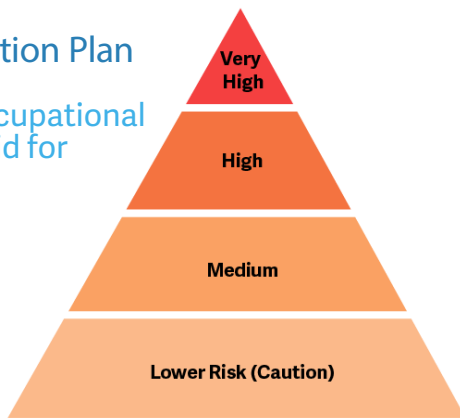 tion Plan
cupational
d for
Very
High
High
Medium
Lower Risk (Caution)